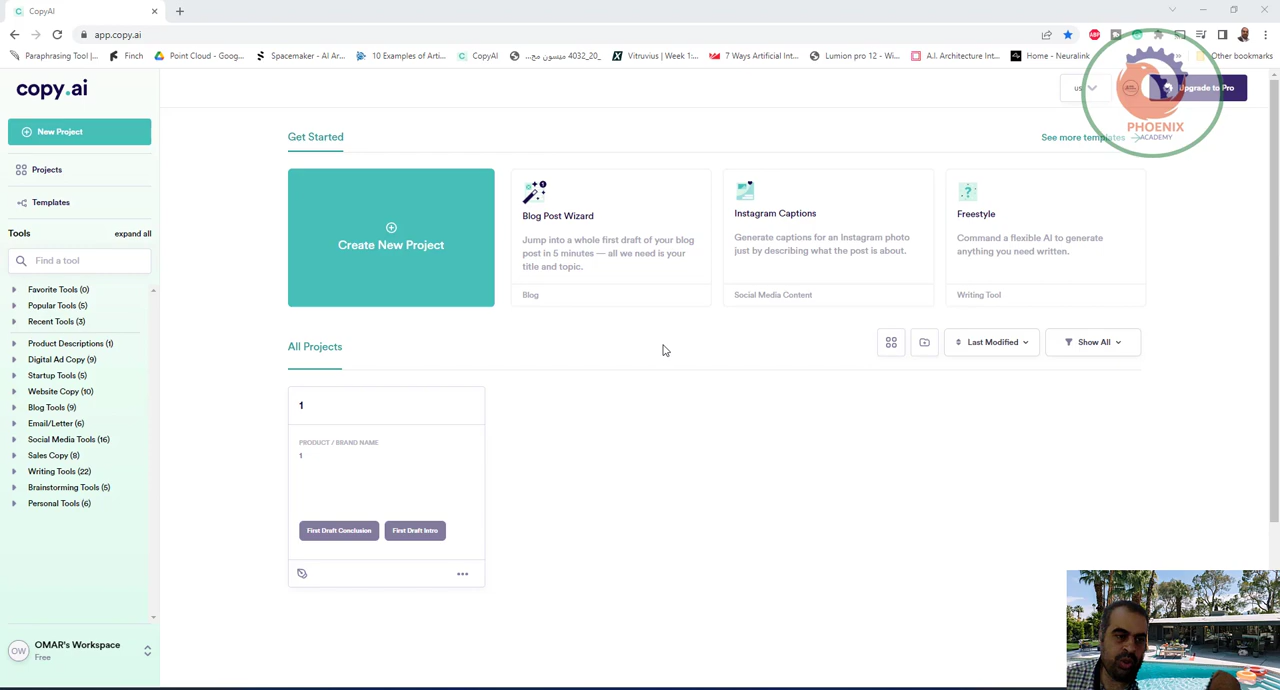 CopyAI
app.copy.ai
Paraphrasing Tool |...
Finch
Point Cloud - Goog...
Spacemaker - AI Ar...
10 Examples of Arti...
CopyAI
Vitruvius | Week 1:...
7 Ways Artificial Int...
Lumion pro 12 - Wi...
A.I. Architecture Int...
Home - Neuralink
Other bookmarks
copy.ai
us
Upgrade to Pro
PHOENIX
ACADEMY
New Project
Projects
Templates
Tools
expand all
Find a tool
Favorite Tools (0)
Popular Tools (5)
Recent Tools (3)
Product Descriptions (1)
Digital Ad Copy (9)
Startup Tools (5)
Website Copy (10)
Blog Tools (9)
Email/Letter (6)
Social Media Tools (16)
Sales Copy (8)
Writing Tools (22)
Brainstorming Tools (5)
Personal Tools (6)
OW
OMAR's Workspace
Free
Get Started
See more templates
Create New Project
Blog Post Wizard
Jump into a whole first draft of your blog
post in 5 minutes — all we need is your
title and topic.
Blog
Instagram Captions
Generate captions for an Instagram photo
just by describing what the post is about.
Social Media Content
Freestyle
Command a flexible AI to generate
anything you need written.
Writing Tool
All Projects
Last Modified
Show All
1
PRODUCT / BRAND NAME
1
First Draft Conclusion
First Draft Intro